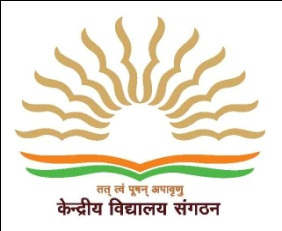 तत् त्वं पूषन् अपावृणु
केन्द्रीय विद्यालय संगठन